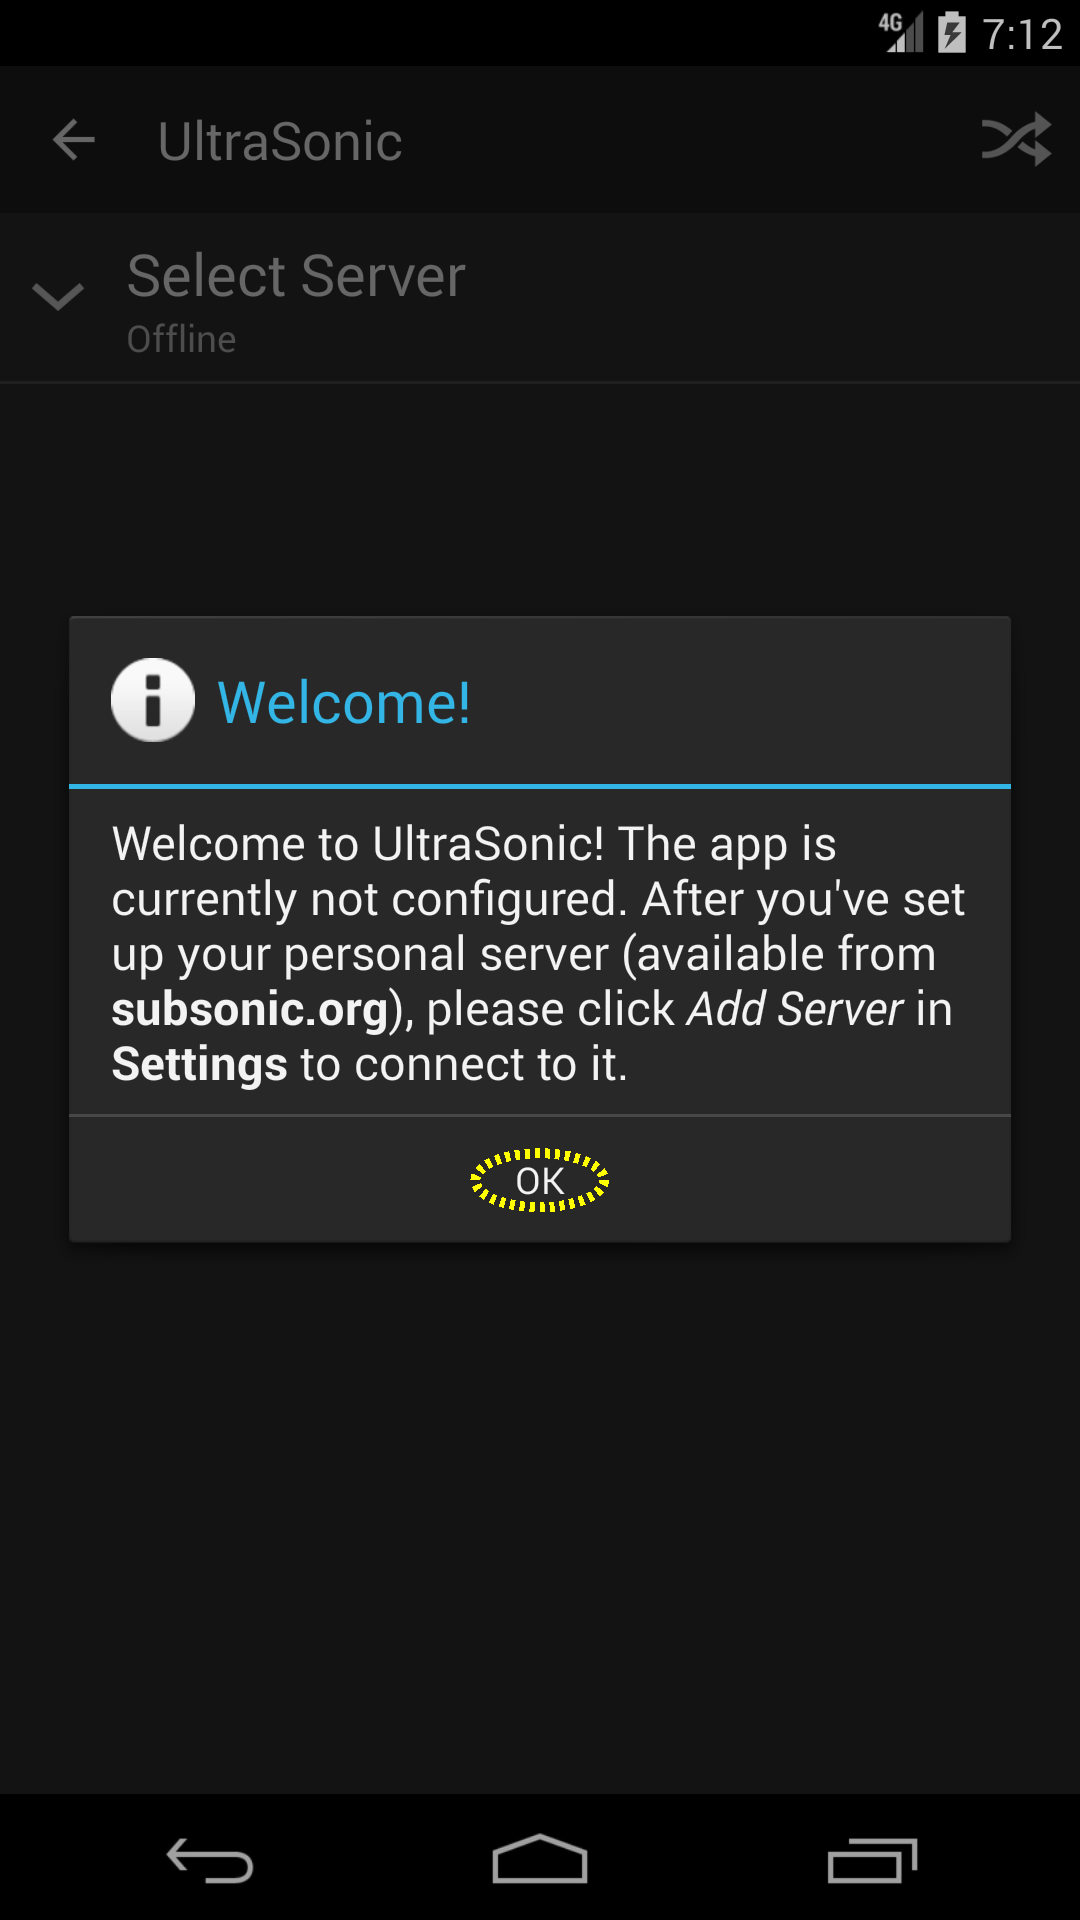 4G 7:12
UltraSonic
Select Server
Offline
Welcome!
Welcome to UltraSonic! The app is
currently not configured. After you've set
up your personal server (available from
subsonic.org), please click Add Server in
Settings to connect to it.
OK